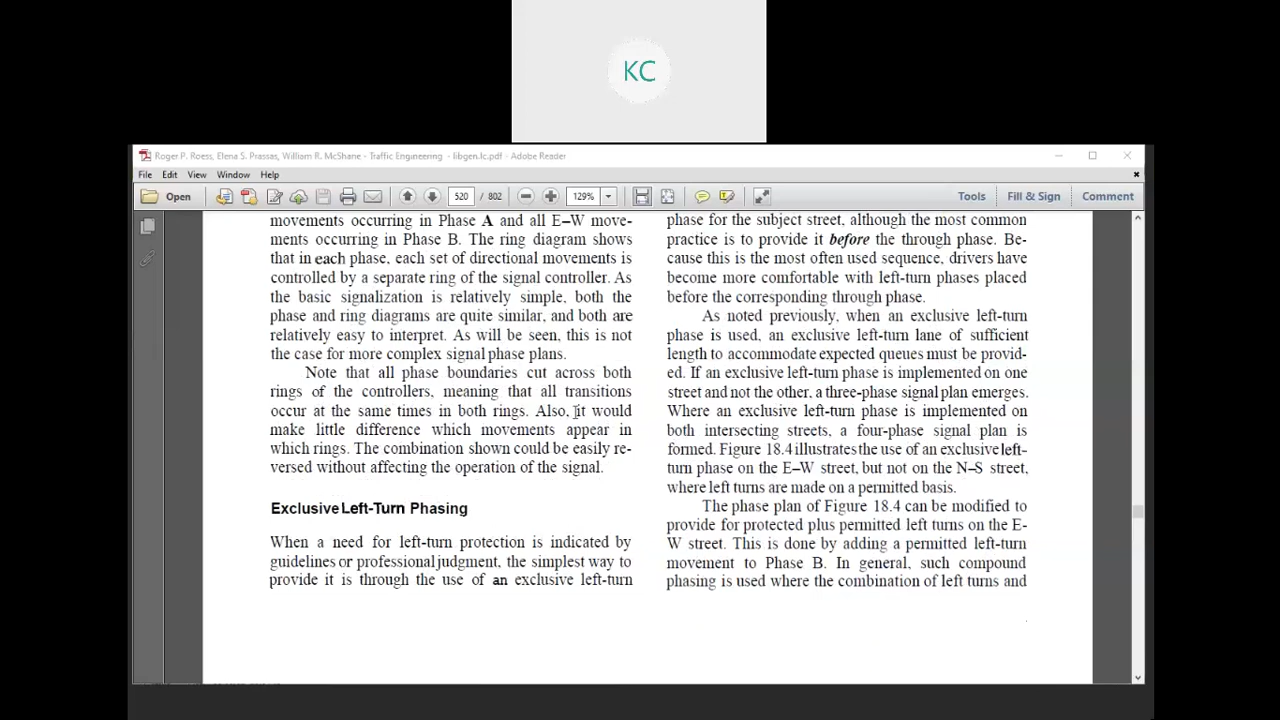 KC
Roger P. Roess, Elena S. Prassas, William R. McShane - Traffic Engineering - libgen.lc.pdf - Adobe Reader
File Edit View Window Help
Open 520 / 802 129% Tools Fill & Sign Comment
movements occurring in Phase A and all E–W move-
ments occurring in Phase B. The ring diagram shows
that in each phase, each set of directional movements is
controlled by a separate ring of the signal controller. As
the basic signalization is relatively simple, both the
phase and ring diagrams are quite similar, and both are
relatively easy to interpret. As will be seen, this is not
the case for more complex signal phase plans.
Note that all phase boundaries cut across both
rings of the controllers, meaning that all transitions
occur at the same times in both rings. Also, it would
make little difference which movements appear in
which rings. The combination shown could be easily re-
versed without affecting the operation of the signal.
Exclusive Left-Turn Phasing
When a need for left-turn protection is indicated by
guidelines or professional judgment, the simplest way to
provide it is through the use of an exclusive left-turn
phase for the subject street, although the most common
practice is to provide it before the through phase. Be-
cause this is the most often used sequence, drivers have
become more comfortable with left-turn phases placed
before the corresponding through phase.
As noted previously, when an exclusive left-turn
phase is used, an exclusive left-turn lane of sufficient
length to accommodate expected queues must be provid-
ed. If an exclusive left-turn phase is implemented on one
street and not the other, a three-phase signal plan emerges.
Where an exclusive left-turn phase is implemented on
both intersecting streets, a four-phase signal plan is
formed. Figure 18.4 illustrates the use of an exclusive left-
turn phase on the E–W street, but not on the N–S street,
where left turns are made on a permitted basis.
The phase plan of Figure 18.4 can be modified to
provide for protected plus permitted left turns on the E-
W street. This is done by adding a permitted left-turn
movement to Phase B. In general, such compound
phasing is used where the combination of left turns and